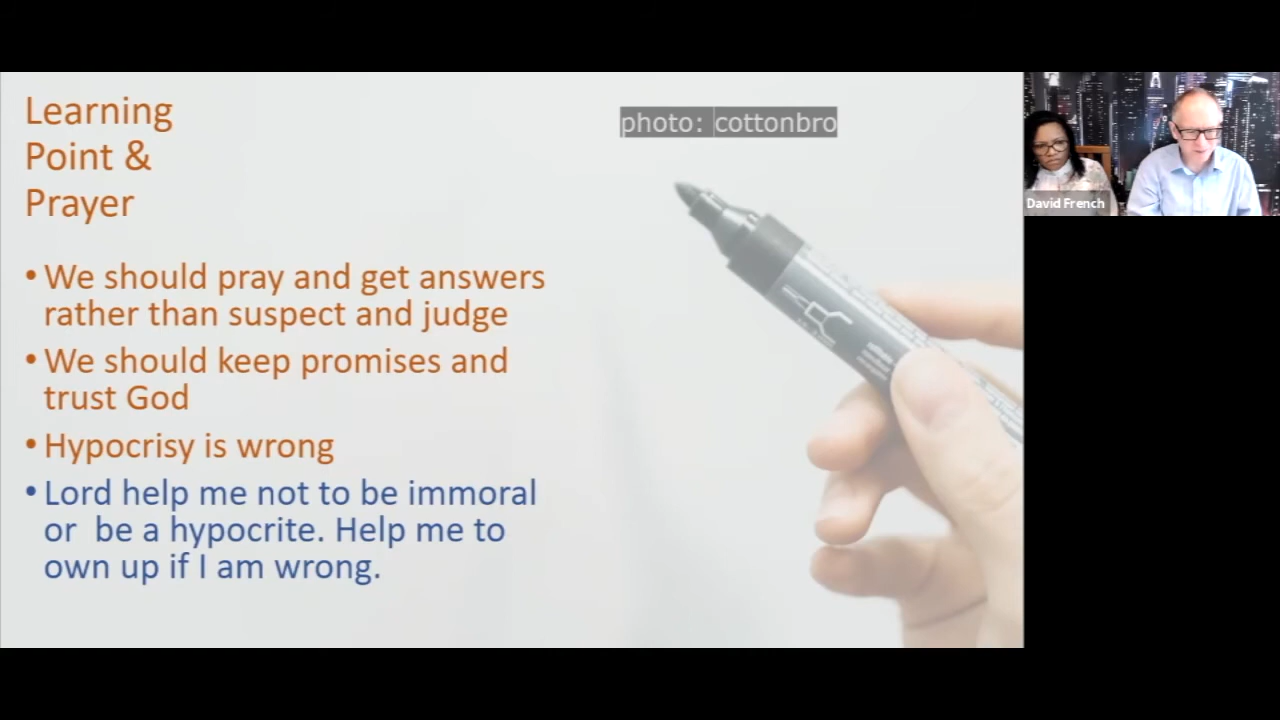 Learning
Point &
Prayer
photo: cottonbro
• We should pray and get answers
rather than suspect and judge
• We should keep promises and
trust God
• Hypocrisy is wrong
• Lord help me not to be immoral
or  be a hypocrite. Help me to
own up if I am wrong.
David French